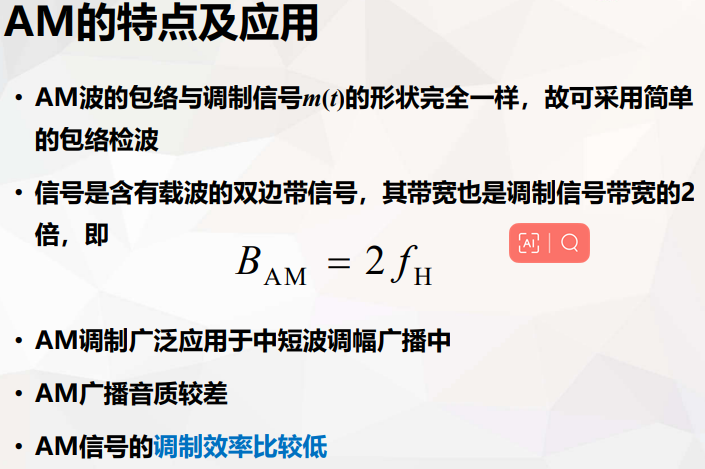 AM的特点及应用
• AM波的包络与调制信号m(t)的形状完全一样，故可采用简单
的包络检波
• 信号是含有载波的双边带信号，其带宽也是调制信号带宽的2
倍，即
B_AM = 2 f_H
AI
• AM调制广泛应用于中短波调幅广播中
• AM广播音质较差
• AM信号的调制效率比较低